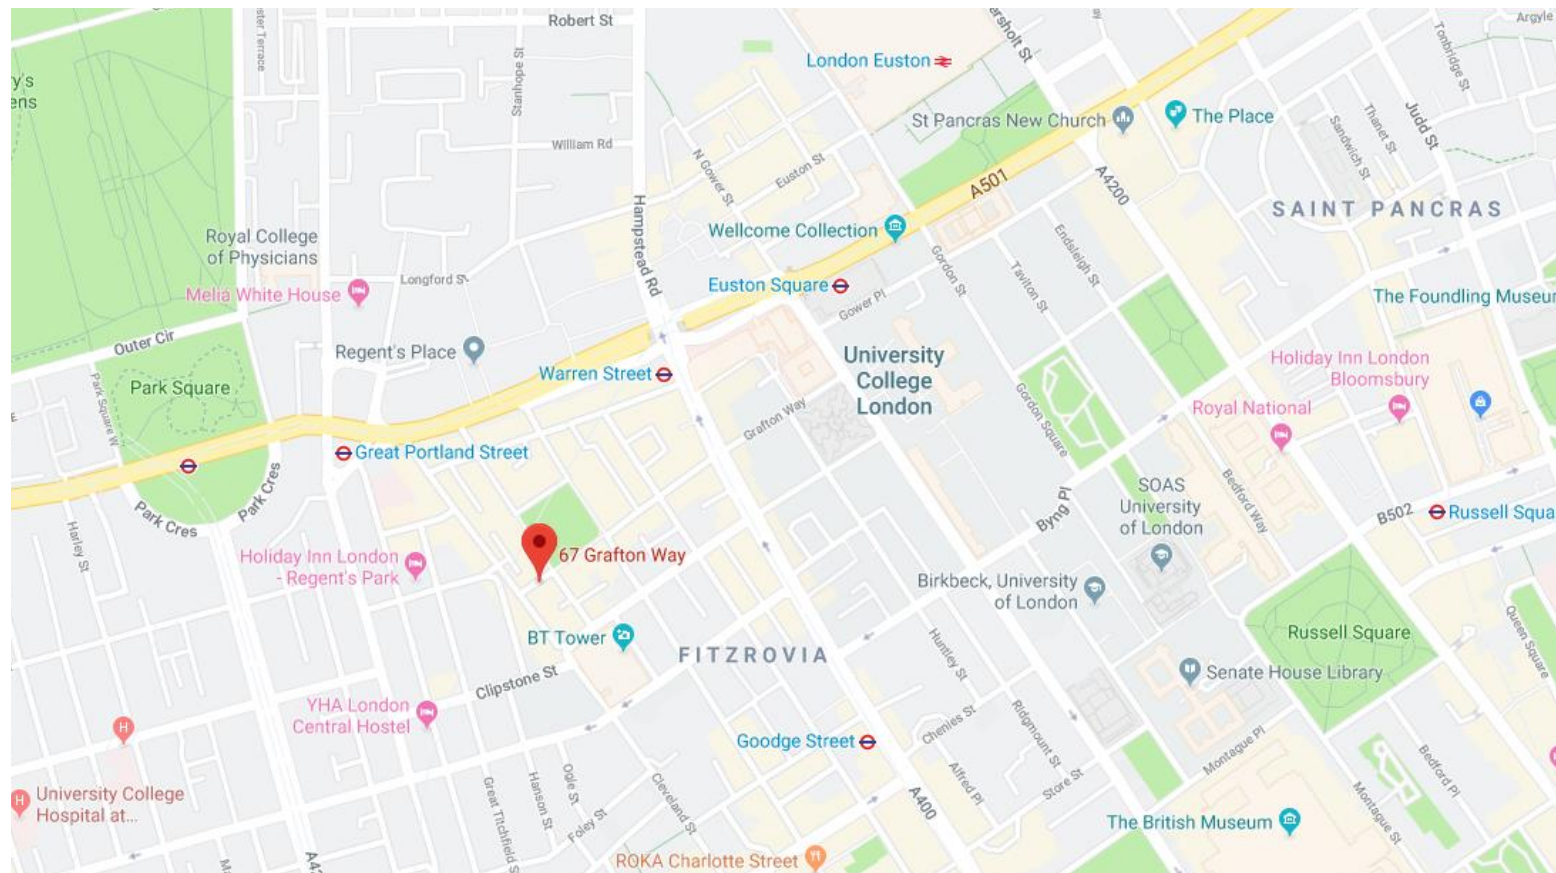 Robert St
Argyle
Stanhope St
Tonbridge St
London Euston
St Pancras New Church
The Place
Judd St
Thanet St
Sandwich St
William Rd
N Gower St
Euston St
A501
A4200
SAINT PANCRAS
Hampstead Rd
Wellcome Collection
Royal College
of Physicians
Longford St
Melia White House
Euston Square
Gordon St
Endsleigh St
Taviton St
Gower Pl
The Foundling Museum
Outer Cir
Regent's Place
Park Square
Park Square W
Warren Street
University
College
London
Holiday Inn London
Bloomsbury
Royal National
Grafton Way
Gordon Square
Great Portland Street
Park Cres
Park Cres
Harley St
SOAS
University
of London
Bedford Way
Byng Pl
B502
Russell Squa
Holiday Inn London
- Regent's Park
67 Grafton Way
Birkbeck, University
of London
BT Tower
FITZROVIA
Huntley St
Russell Square
Queen Square
Senate House Library
Clipstone St
YHA London
Central Hostel
Goodge Street
Chenies St
Ridgmount St
Montague Pl
Bedford Pl
H
H
University College
Hospital at...
Great Titchfield S
Hanson St
Ogle St
Foley St
Cleveland St
A400
Alfred Pl
Store St
The British Museum
Montague St
ROKA Charlotte Street